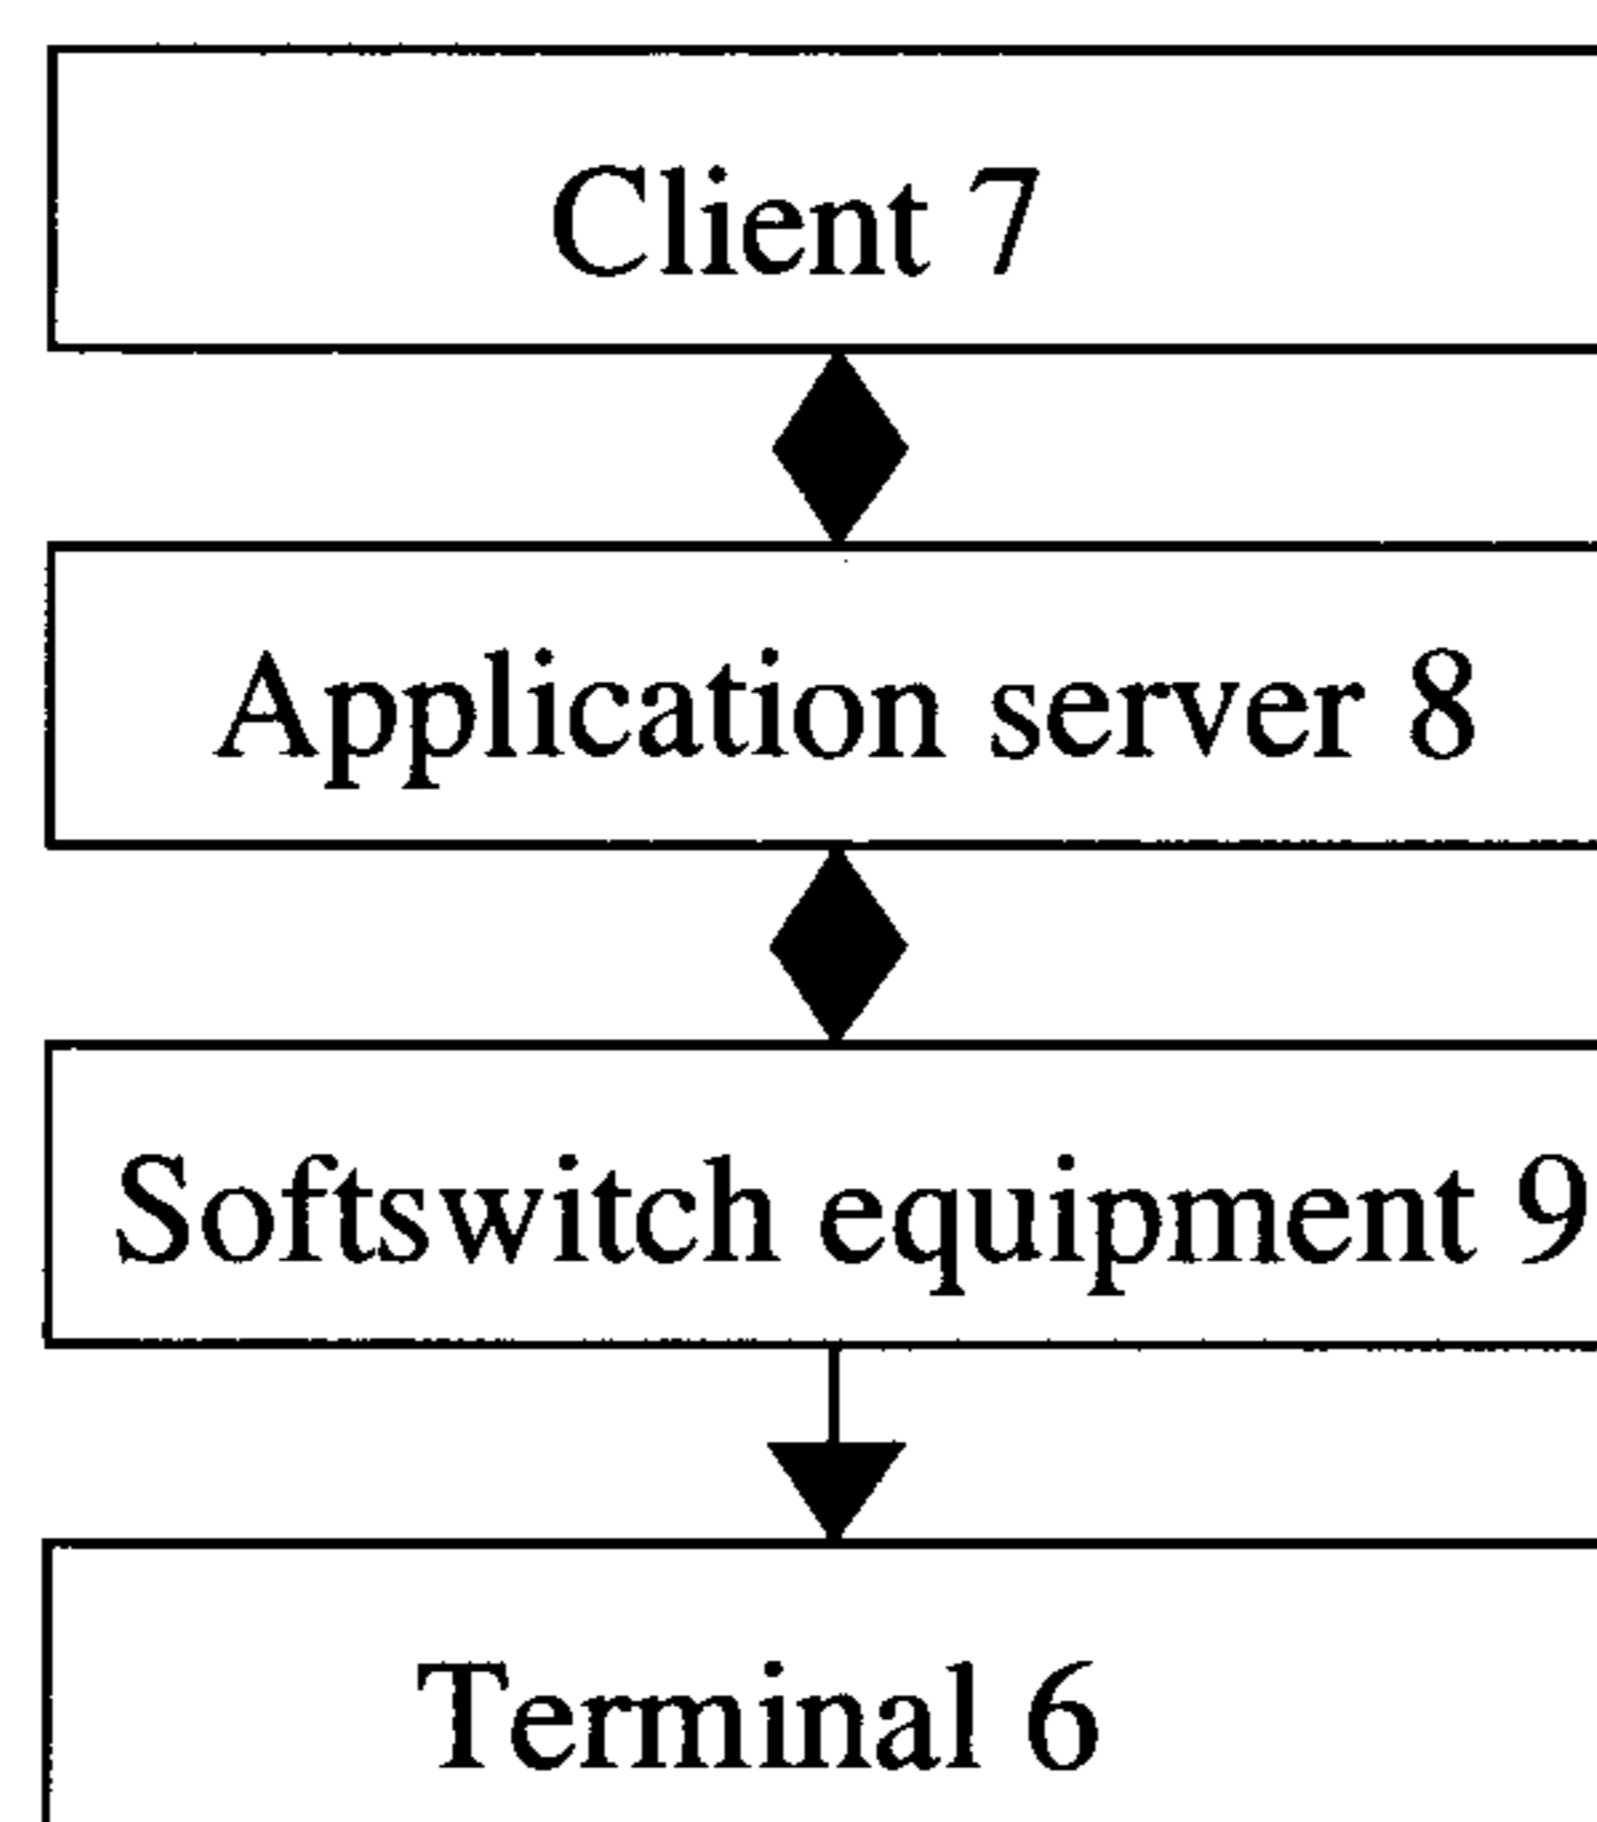 Client 7
Application server 8
Softswitch equipment 9
Terminal 6